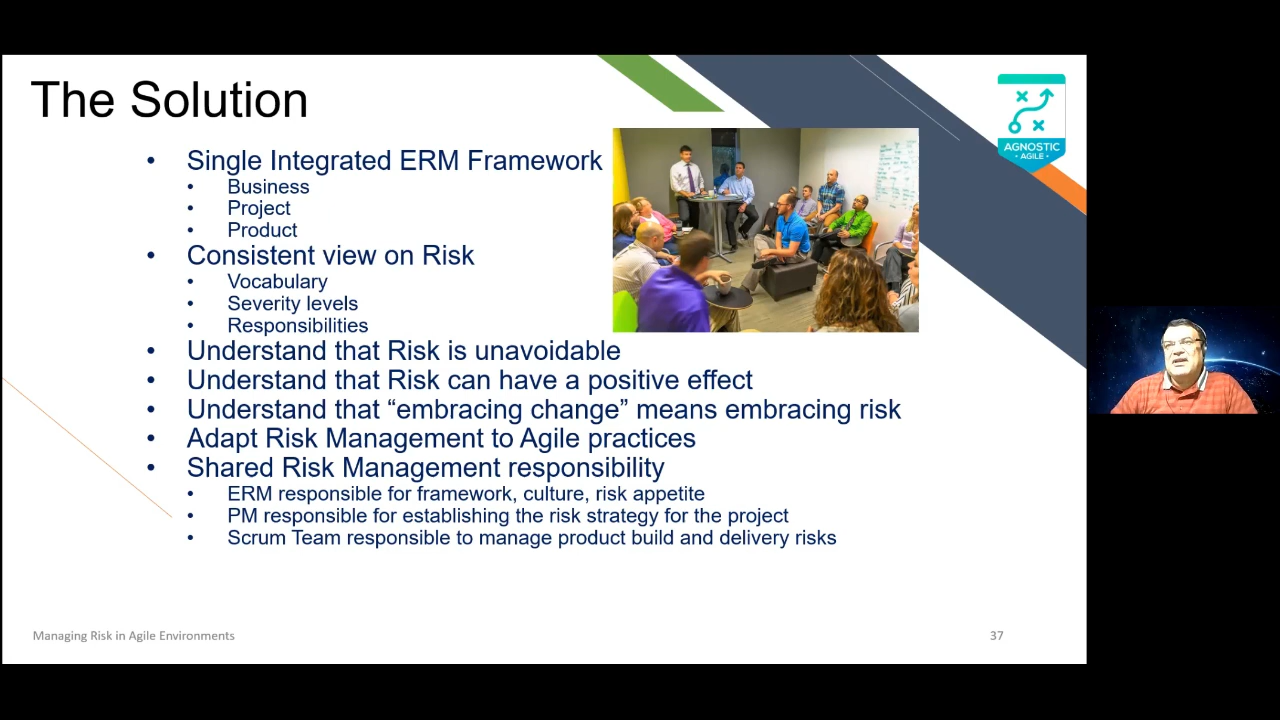 The Solution
• Single Integrated ERM Framework
• Business
• Project
• Product
• Consistent view on Risk
• Vocabulary
• Severity levels
• Responsibilities
• Understand that Risk is unavoidable
• Understand that Risk can have a positive effect
• Understand that “embracing change” means embracing risk
• Adapt Risk Management to Agile practices
• Shared Risk Management responsibility
• ERM responsible for framework, culture, risk appetite
• PM responsible for establishing the risk strategy for the project
• Scrum Team responsible to manage product build and delivery risks
AGNOSTIC
• AGILE •
Managing Risk in Agile Environments
37